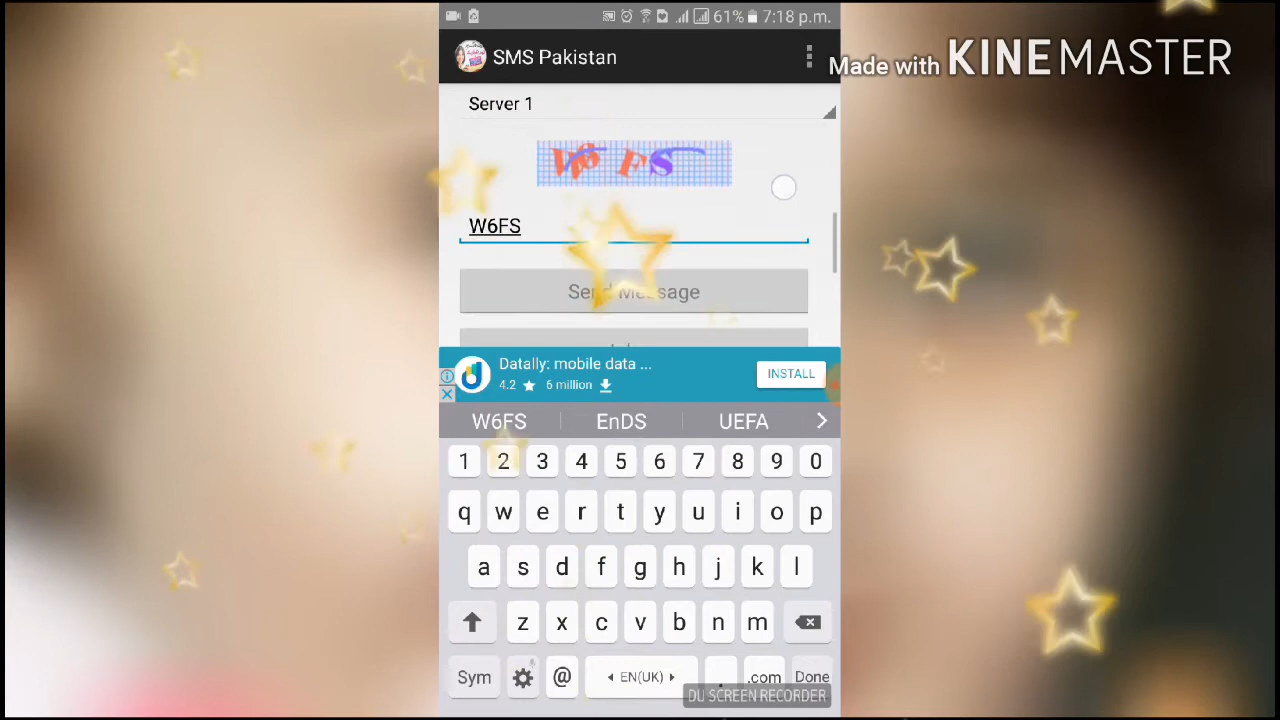 61% 7:18 p.m.
SMS Pakistan
Made with KINEMASTER
Server 1
W6FS
W6FS
Send Message
Datally: mobile data ...
4.2 ★ 6 million
INSTALL
W6FS EnDS UEFA
1 2 3 4 5 6 7 8 9 0
q w e r t y u i o p
a s d f g h j k l
z x c v b n m
Sym @ EN(UK) . .com Done
DU SCREEN RECORDER